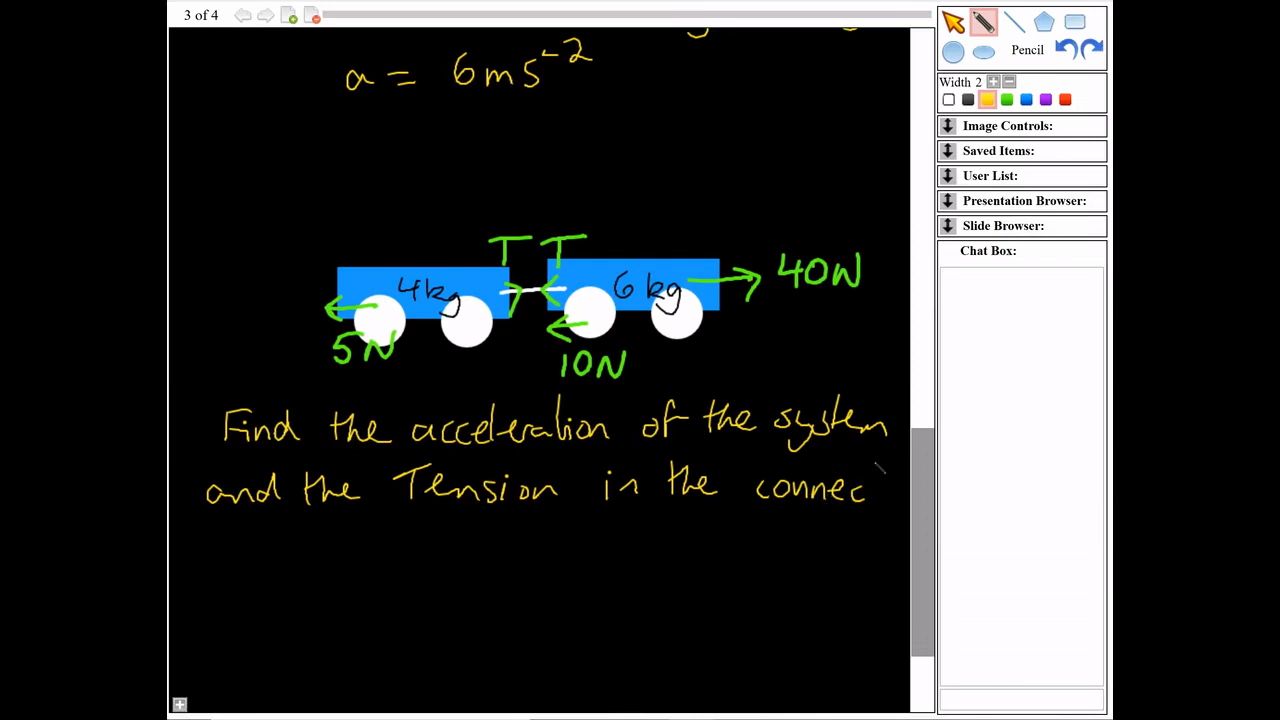 3 of 4
a = 6ms⁻²
T T
4kg
6kg
40N
5N
10N
Find the acceleration of the system
and the Tension in the connec
Pencil
Width 2
Image Controls:
Saved Items:
User List:
Presentation Browser:
Slide Browser:
Chat Box: